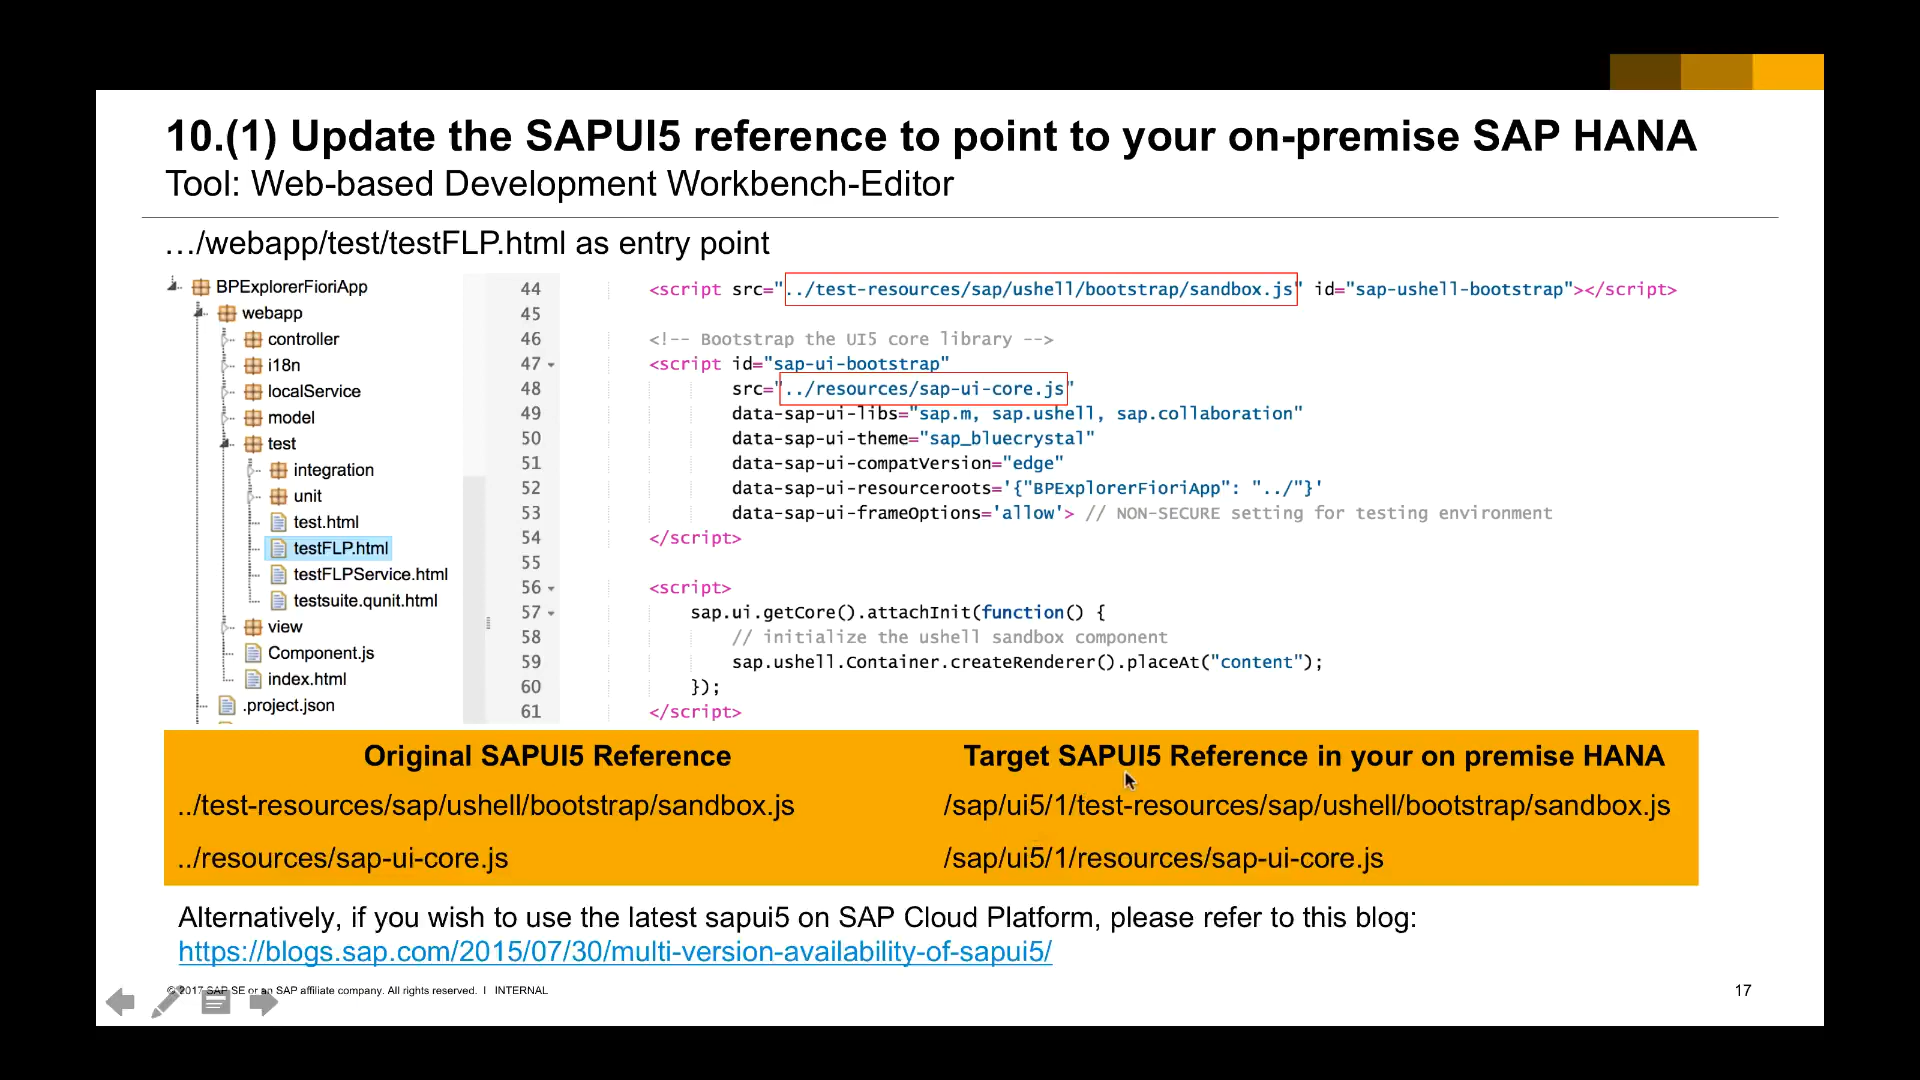 10.(1) Update the SAPUI5 reference to point to your on-premise SAP HANA
Tool: Web-based Development Workbench-Editor
…/webapp/test/testFLP.html as entry point
BPExplorerFioriApp
webapp
controller
i18n
localService
model
test
integration
unit
test.html
testFLP.html
testFLPService.html
testsuite.qunit.html
view
Component.js
index.html
.project.json
44 <script src="../test-resources/sap/ushell/bootstrap/sandbox.js" id="sap-ushell-bootstrap"></script>
45
46 <!-- Bootstrap the UI5 core library -->
47 <script id="sap-ui-bootstrap"
48 src="../resources/sap-ui-core.js"
49 data-sap-ui-libs="sap.m, sap.ushell, sap.collaboration"
50 data-sap-ui-theme="sap_bluecrystal"
51 data-sap-ui-compatVersion="edge"
52 data-sap-ui-resourceroots='{"BPExplorerFioriApp": "../"}'
53 data-sap-ui-frameOptions='allow'> // NON-SECURE setting for testing environment
54 </script>
55
56 <script>
57 sap.ui.getCore().attachInit(function() {
58 // initialize the ushell sandbox component
59 sap.ushell.Container.createRenderer().placeAt("content");
60 });
61 </script>
Original SAPUI5 Reference Target SAPUI5 Reference in your on premise HANA
../test-resources/sap/ushell/bootstrap/sandbox.js /sap/ui5/1/test-resources/sap/ushell/bootstrap/sandbox.js
../resources/sap-ui-core.js /sap/ui5/1/resources/sap-ui-core.js
Alternatively, if you wish to use the latest sapui5 on SAP Cloud Platform, please refer to this blog:
https://blogs.sap.com/2015/07/30/multi-version-availability-of-sapui5/
© 2017 SAP SE or an SAP affiliate company. All rights reserved. I INTERNAL
17